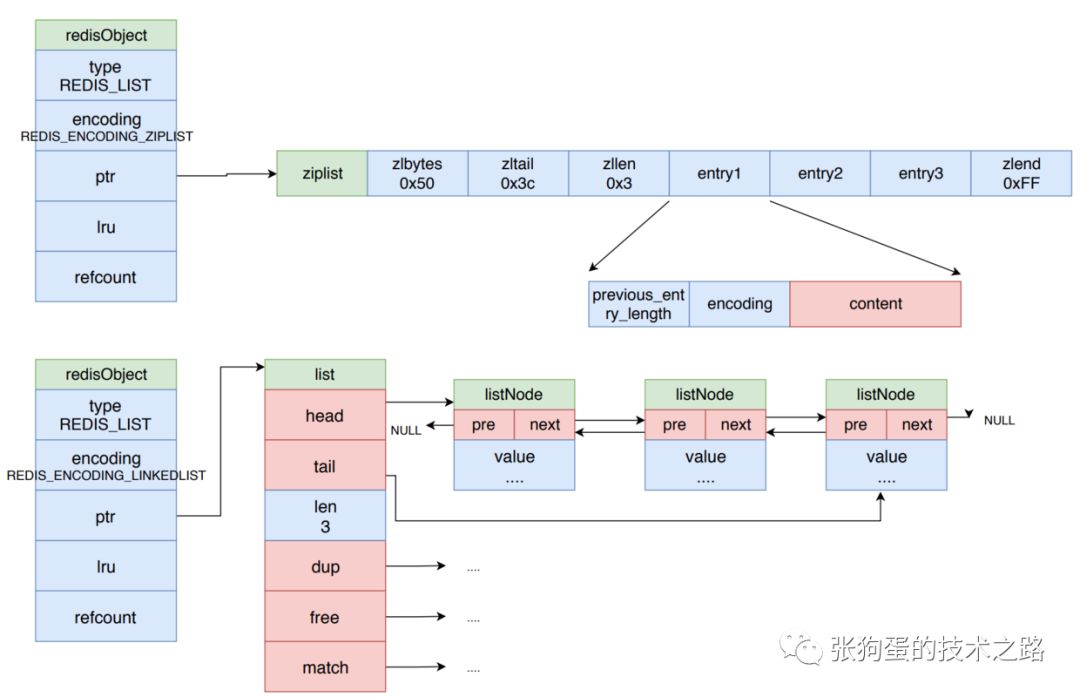 redisObject
type
REDIS_LIST
encoding
REDIS_ENCODING_ZIPLIST
ptr
lru
refcount
ziplist
zlbytes
0x50
zltail
0x3c
zllen
0x3
entry1
entry2
entry3
zlend
0xFF
previous_ent
ry_length
encoding
content
redisObject
type
REDIS_LIST
encoding
REDIS_ENCODING_LINKEDLIST
ptr
lru
refcount
list
head
tail
len
3
dup
....
free
....
match
....
NULL
listNode
pre
next
value
....
listNode
pre
next
value
....
listNode
pre
next
value
....
NULL
张狗蛋的技术之路